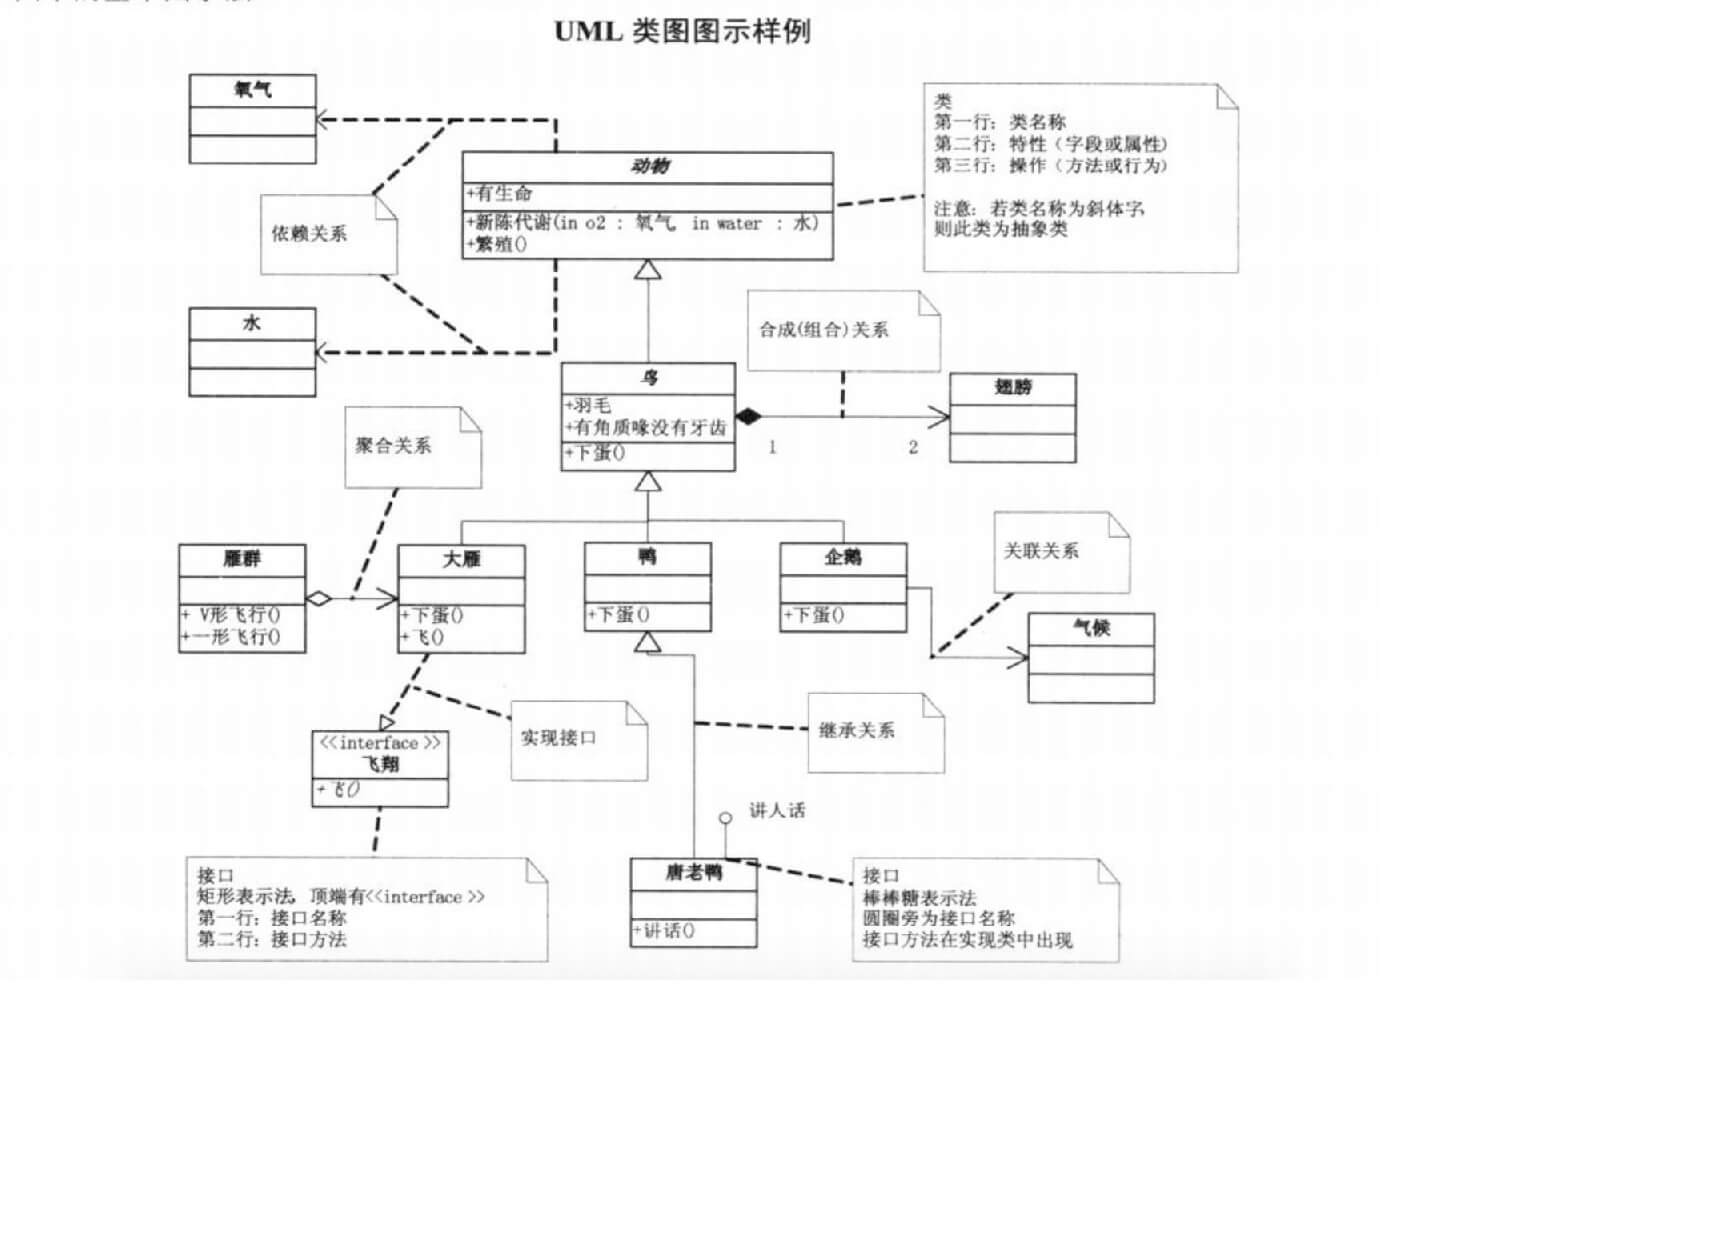 UML 类图图示样例
氧气
类
第一行：类名称
第二行：特性（字段或属性）
第三行：操作（方法或行为）
注意：若类名称为斜体字，
则此类为抽象类
动物
+有生命
+新陈代谢(in o2 : 氧气, in water : 水)
+繁殖()
依赖关系
水
合成(组合)关系
鸟
+羽毛
+有角质喙没有牙齿
+下蛋()
1
2
翅膀
聚合关系
雁群
+ V形飞行()
+一形飞行()
大雁
+下蛋()
+飞()
鸭
+下蛋()
企鹅
+下蛋()
关联关系
气候
<<interface>>
飞翔
+飞()
实现接口
继承关系
讲人话
唐老鸭
+讲话()
接口
矩形表示法，顶端有<<interface>>
第一行：接口名称
第二行：接口方法
接口
棒棒糖表示法
圆圈旁为接口名称
接口方法在实现类中出现